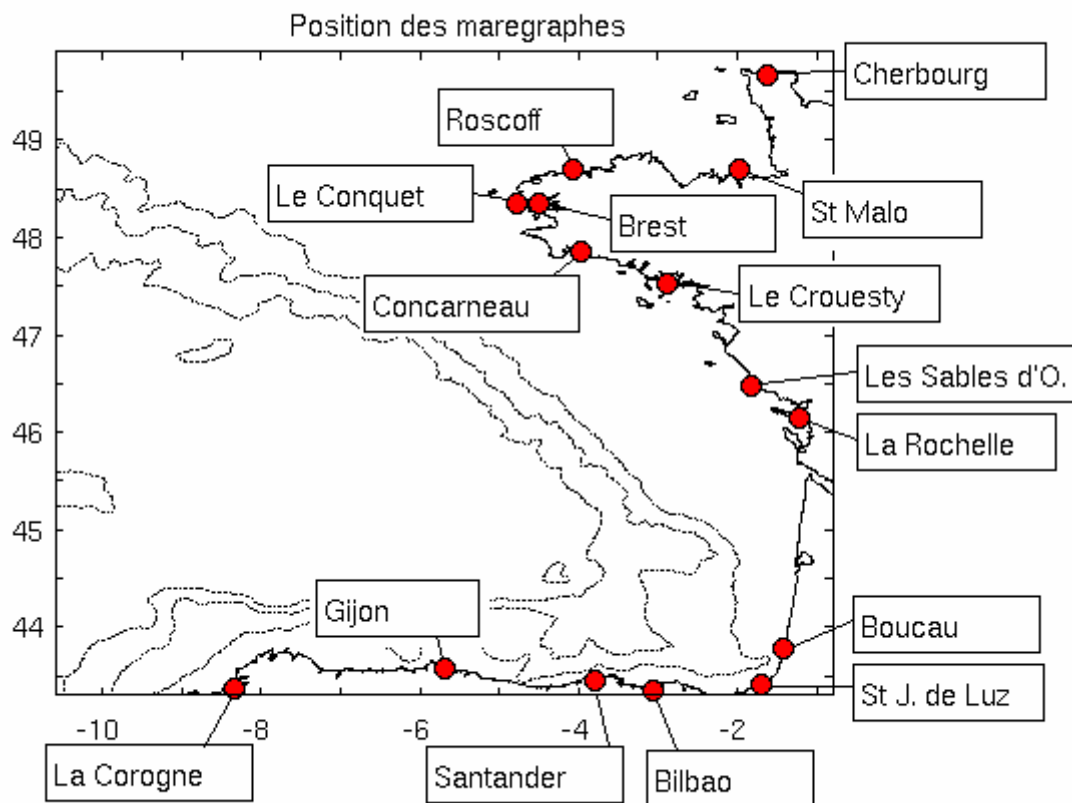 Position des maregraphes
Cherbourg
Roscoff
49
Le Conquet
St Malo
Brest
48
Concarneau
Le Crouesty
47
Les Sables d'O.
46
La Rochelle
45
Gijon
44
Boucau
St J. de Luz
-10
-8
-6
-4
-2
La Corogne
Santander
Bilbao